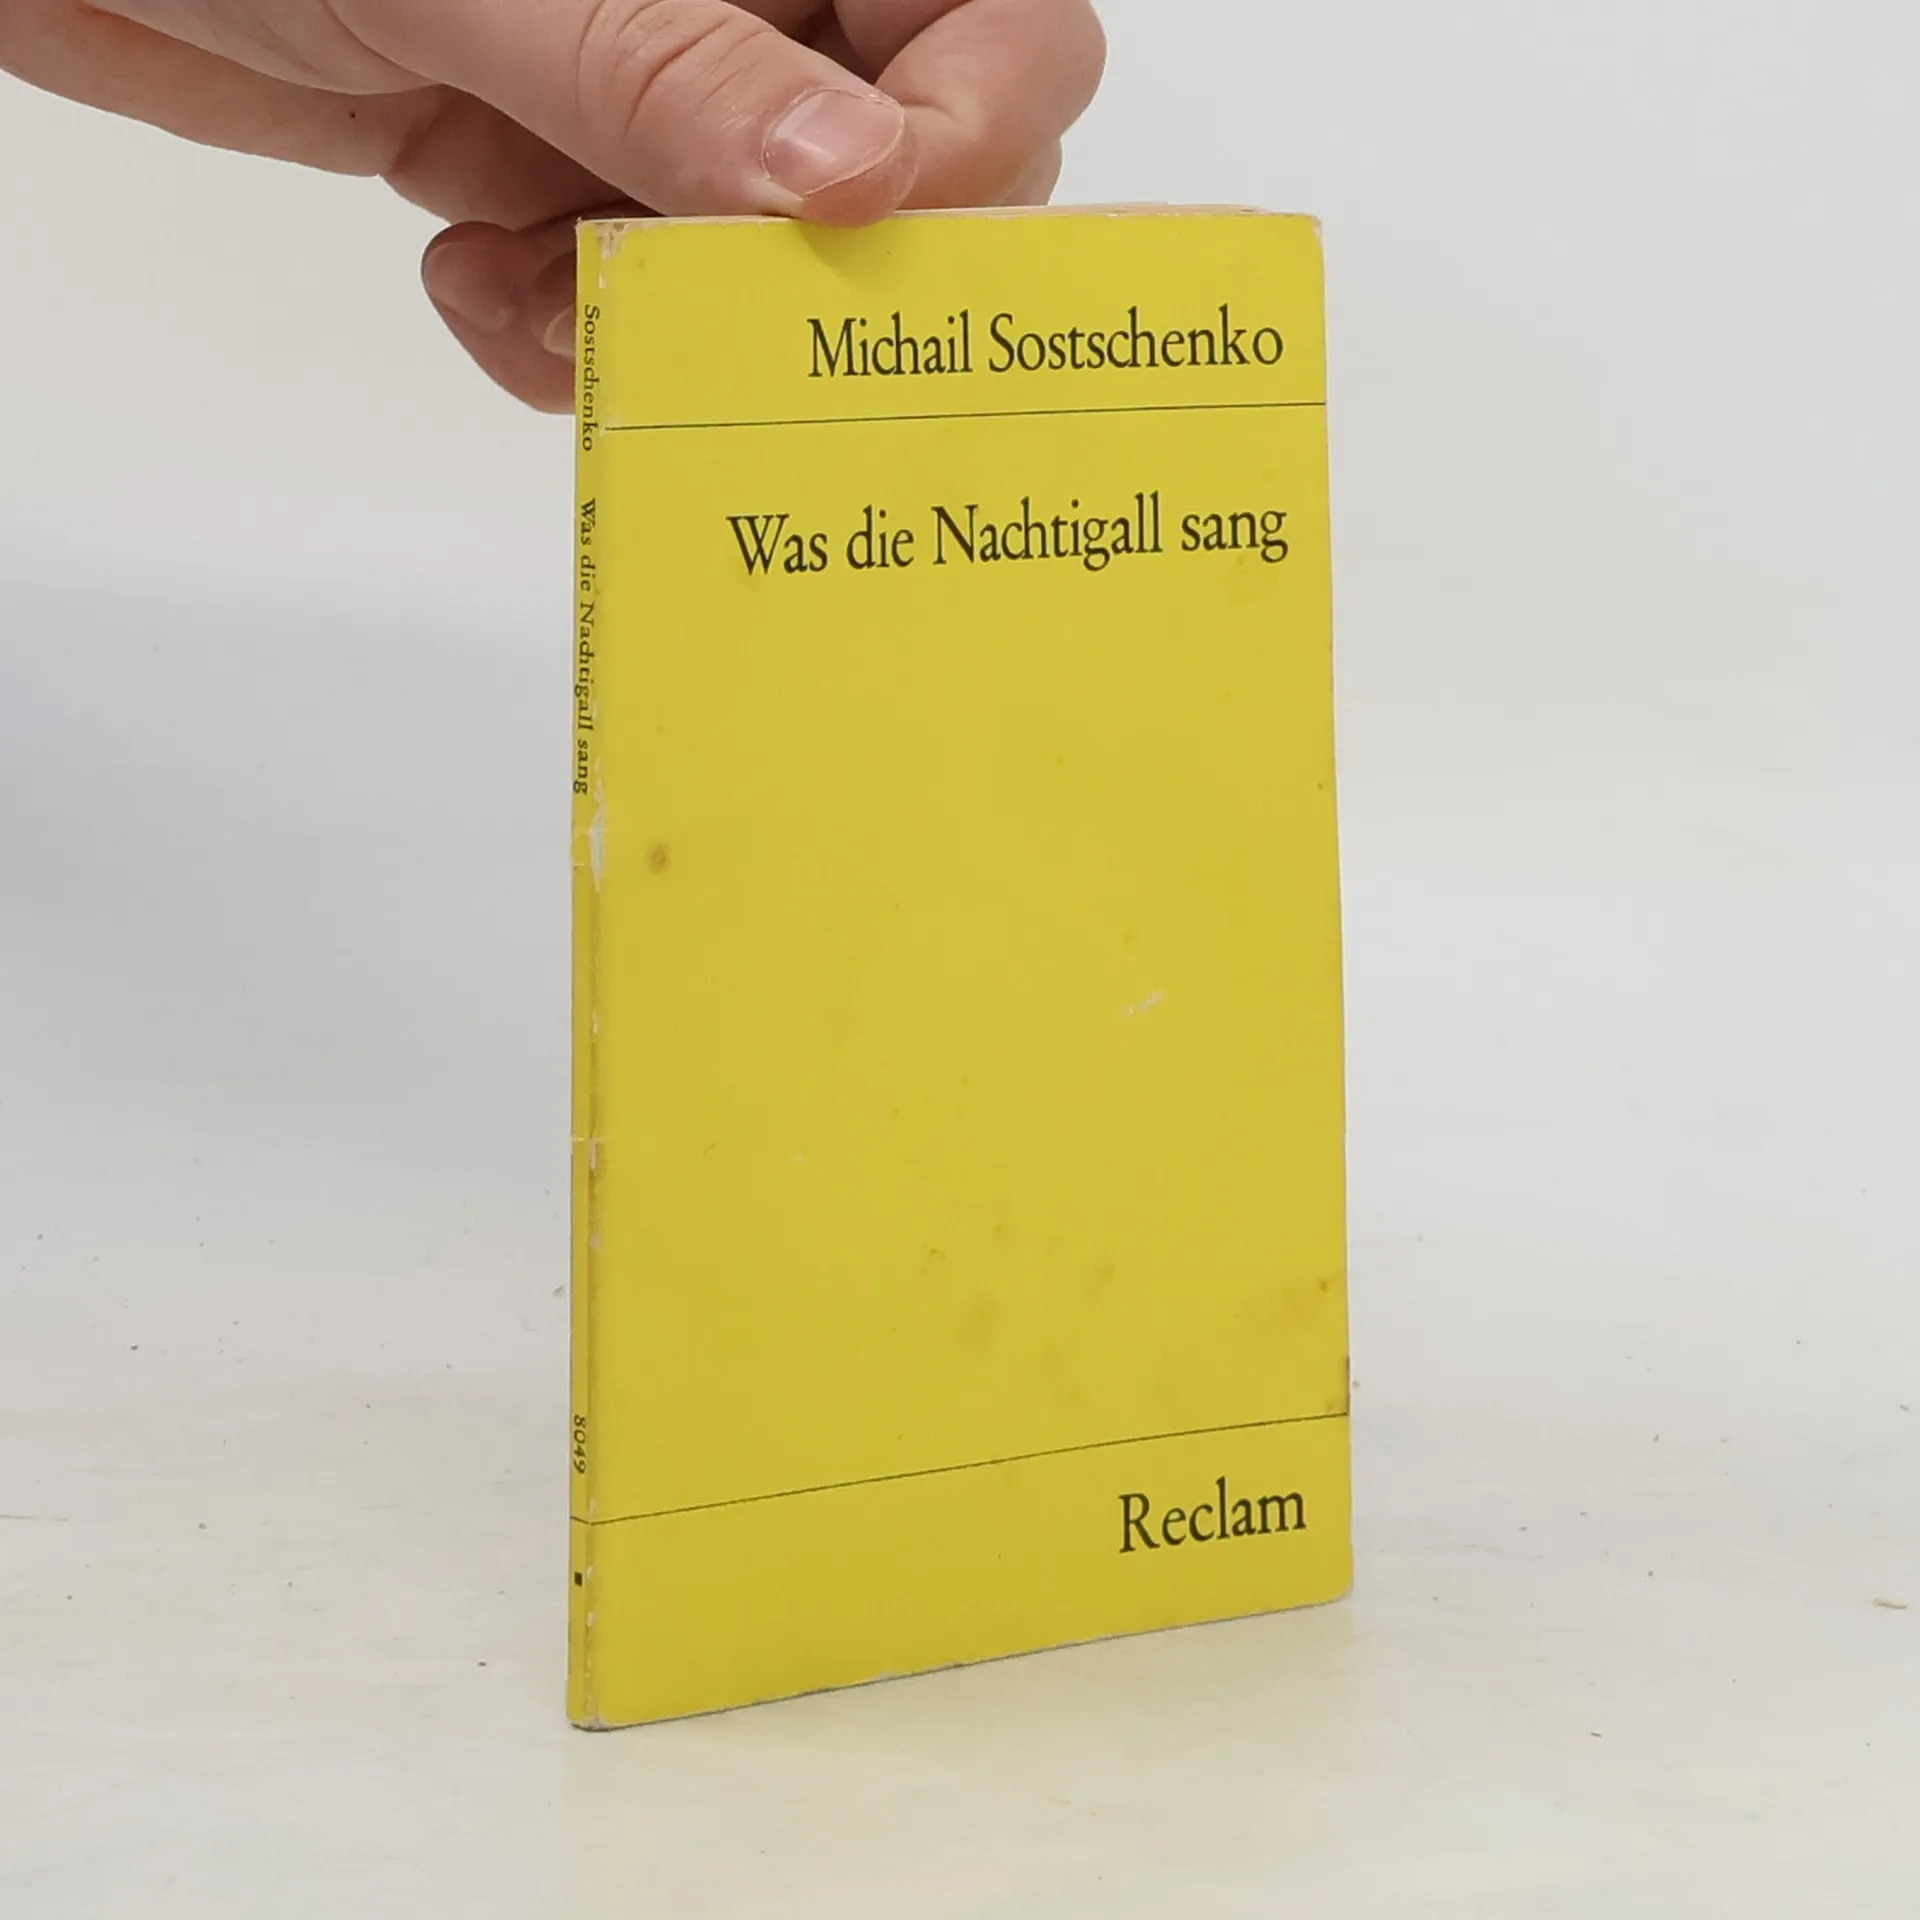 Michail Sostschenko
Was die Nachtigall sang
Reclam
Sostschenko Was die Nachtigall sang 8049